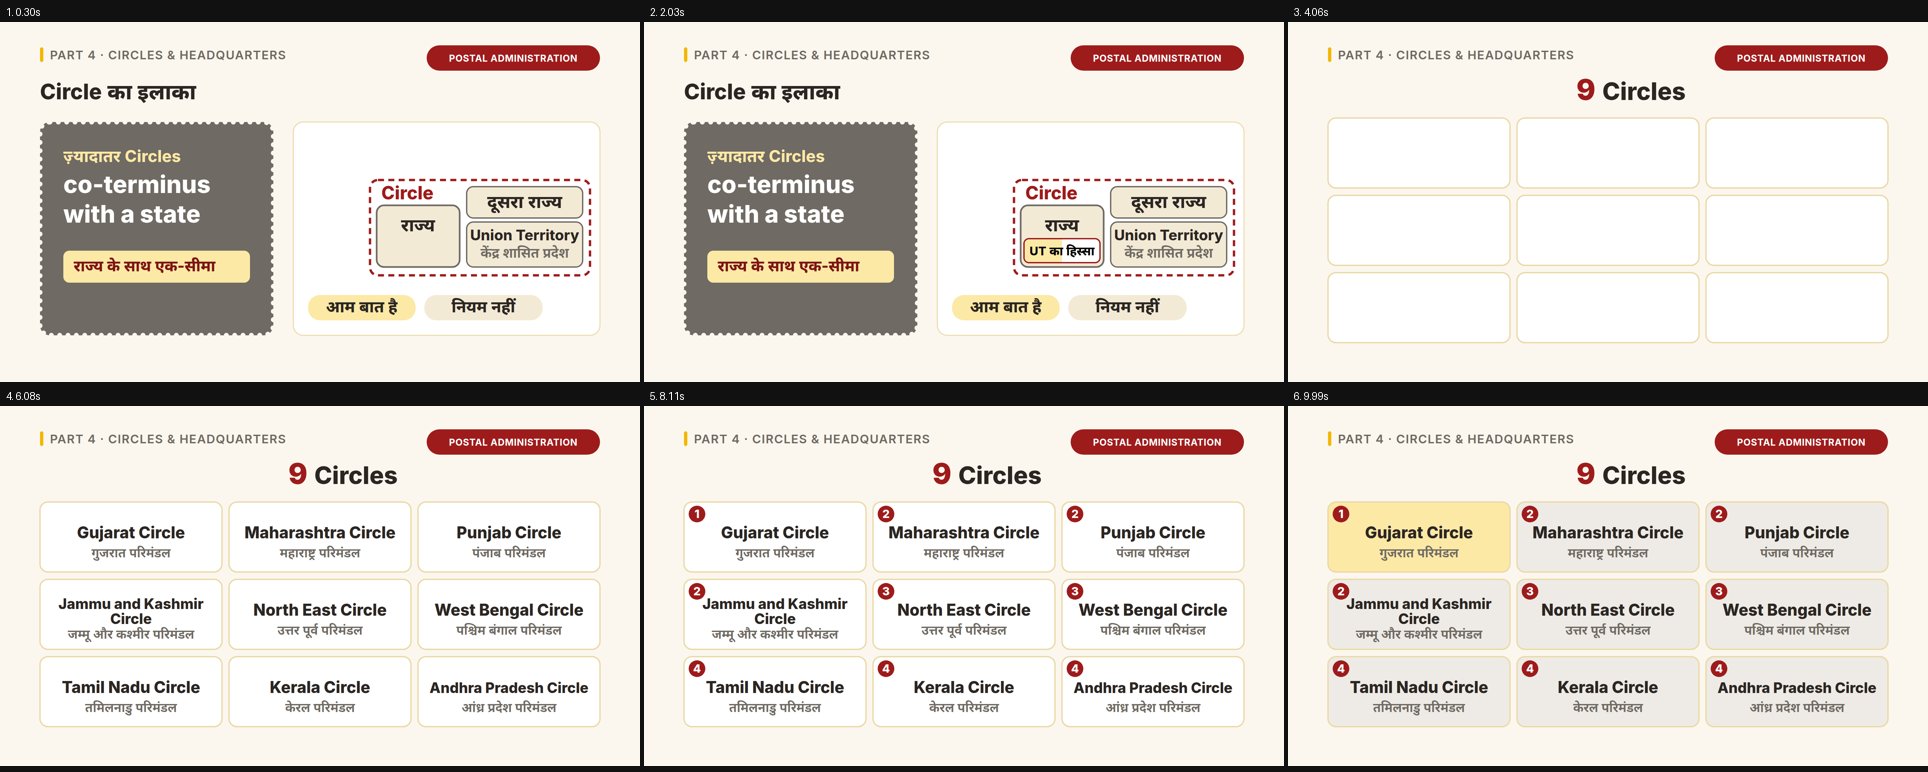 1. 0.30s
PART 4 · CIRCLES & HEADQUARTERS
POSTAL ADMINISTRATION
Circle का इलाका
ज़्यादातर Circles
co-terminus
with a state
राज्य के साथ एक-सीमा
Circle
राज्य
दूसरा राज्य
Union Territory
केंद्र शासित प्रदेश
आम बात है
नियम नहीं
2. 2.03s
PART 4 · CIRCLES & HEADQUARTERS
POSTAL ADMINISTRATION
Circle का इलाका
ज़्यादातर Circles
co-terminus
with a state
राज्य के साथ एक-सीमा
Circle
राज्य
UT का हिस्सा
दूसरा राज्य
Union Territory
केंद्र शासित प्रदेश
आम बात है
नियम नहीं
3. 4.06s
PART 4 · CIRCLES & HEADQUARTERS
POSTAL ADMINISTRATION
9 Circles
4. 6.08s
PART 4 · CIRCLES & HEADQUARTERS
POSTAL ADMINISTRATION
9 Circles
Gujarat Circle
गुजरात परिमंडल
Maharashtra Circle
महाराष्ट्र परिमंडल
Punjab Circle
पंजाब परिमंडल
Jammu and Kashmir
Circle
जम्मू और कश्मीर परिमंडल
North East Circle
उत्तर पूर्व परिमंडल
West Bengal Circle
पश्चिम बंगाल परिमंडल
Tamil Nadu Circle
तमिलनाडु परिमंडल
Kerala Circle
केरल परिमंडल
Andhra Pradesh Circle
आंध्र प्रदेश परिमंडल
5. 8.11s
PART 4 · CIRCLES & HEADQUARTERS
POSTAL ADMINISTRATION
9 Circles
1
Gujarat Circle
गुजरात परिमंडल
2
Maharashtra Circle
महाराष्ट्र परिमंडल
2
Punjab Circle
पंजाब परिमंडल
2
Jammu and Kashmir
Circle
जम्मू और कश्मीर परिमंडल
3
North East Circle
उत्तर पूर्व परिमंडल
3
West Bengal Circle
पश्चिम बंगाल परिमंडल
4
Tamil Nadu Circle
तमिलनाडु परिमंडल
4
Kerala Circle
केरल परिमंडल
4
Andhra Pradesh Circle
आंध्र प्रदेश परिमंडल
6. 9.99s
PART 4 · CIRCLES & HEADQUARTERS
POSTAL ADMINISTRATION
9 Circles
1
Gujarat Circle
गुजरात परिमंडल
2
Maharashtra Circle
महाराष्ट्र परिमंडल
2
Punjab Circle
पंजाब परिमंडल
2
Jammu and Kashmir
Circle
जम्मू और कश्मीर परिमंडल
3
North East Circle
उत्तर पूर्व परिमंडल
3
West Bengal Circle
पश्चिम बंगाल परिमंडल
4
Tamil Nadu Circle
तमिलनाडु परिमंडल
4
Kerala Circle
केरल परिमंडल
4
Andhra Pradesh Circle
आंध्र प्रदेश परिमंडल